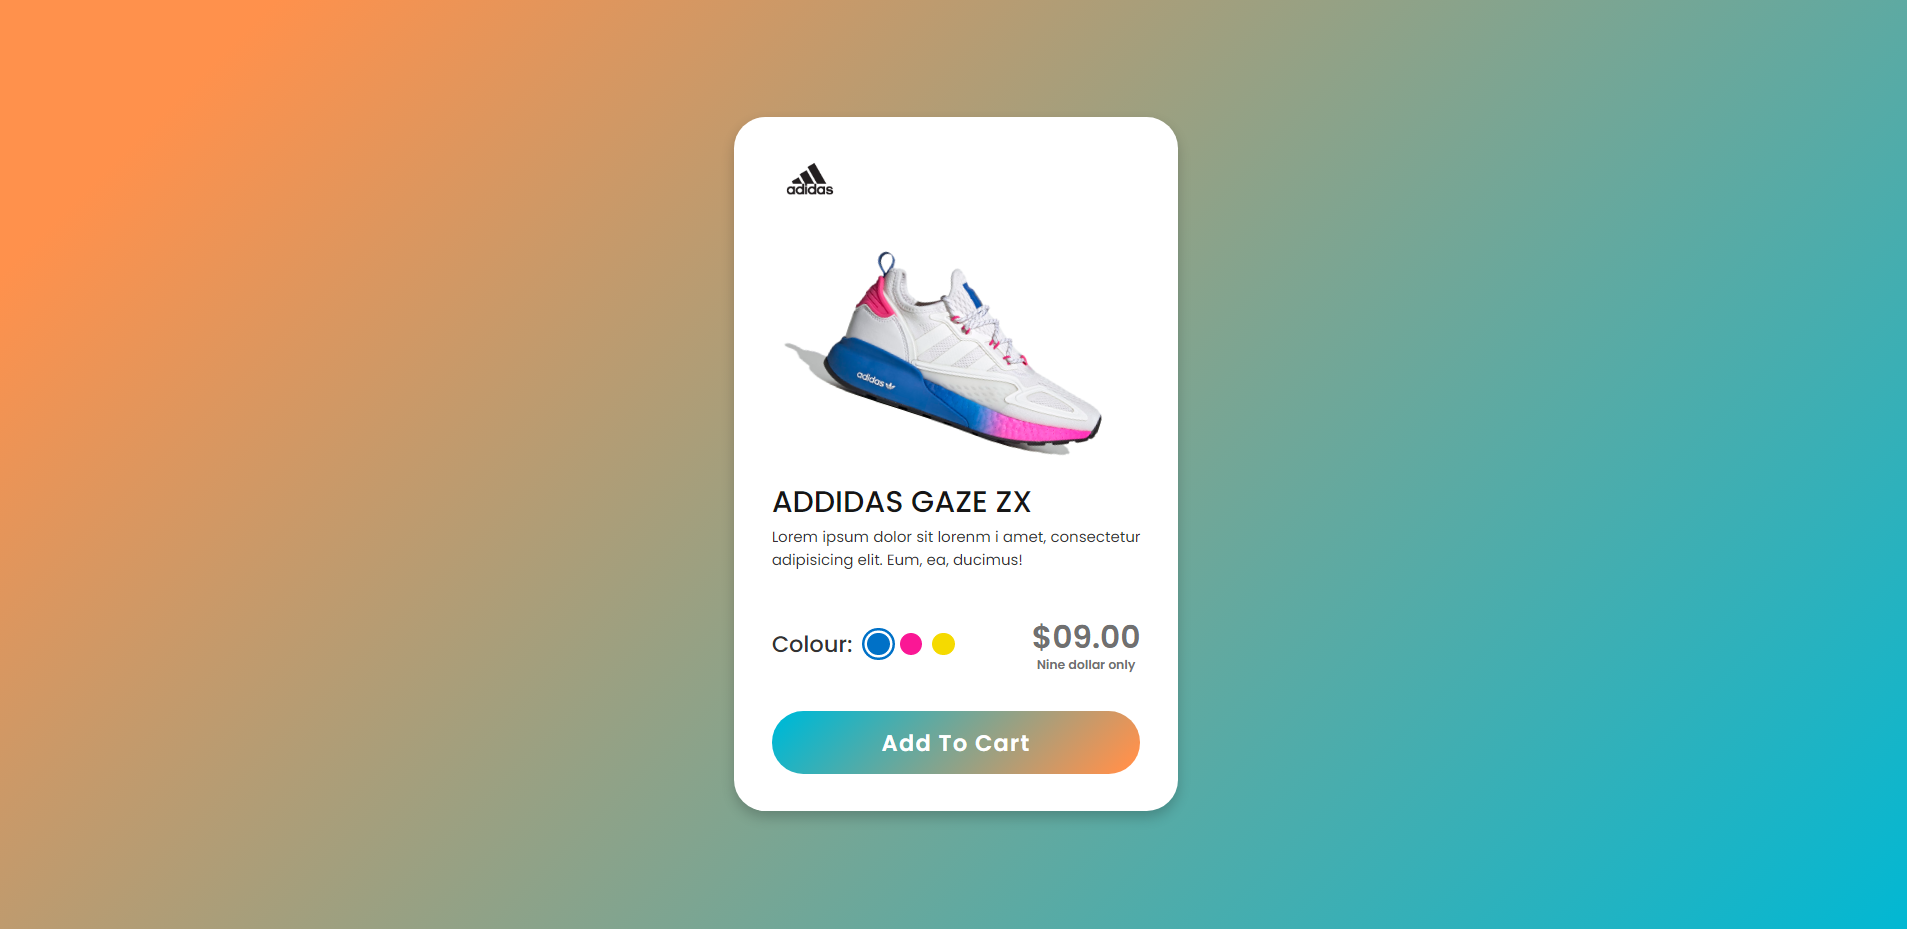 adidas
adidas
ADDIDAS GAZE ZX
Lorem ipsum dolor sit lorenm i amet, consectetur
adipisicing elit. Eum, ea, ducimus!
Colour:
$09.00
Nine dollar only
Add To Cart